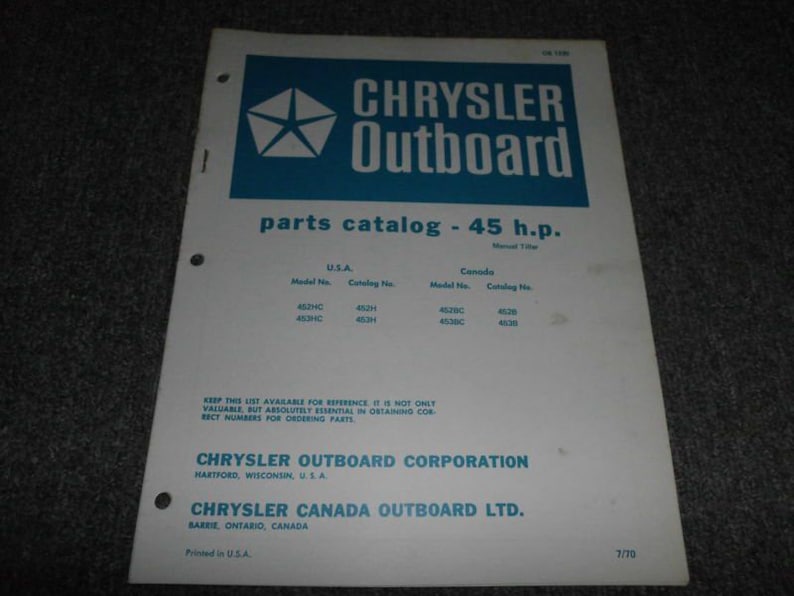 CHRYSLER
Outboard
parts catalog - 45 h.p.
Manual Tiller
U.S.A. Canada
Model No. Catalog No. Model No. Catalog No.
452HC 452H 452BC 452B
453HC 453H 453BC 453B
KEEP THIS LIST AVAILABLE FOR REFERENCE. IT IS NOT ONLY
VALUABLE, BUT ABSOLUTELY ESSENTIAL IN OBTAINING COR-
RECT NUMBERS FOR ORDERING PARTS.
CHRYSLER OUTBOARD CORPORATION
HARTFORD, WISCONSIN, U. S. A.
CHRYSLER CANADA OUTBOARD LTD.
BARRIE, ONTARIO, CANADA
Printed in U.S.A. 7/70